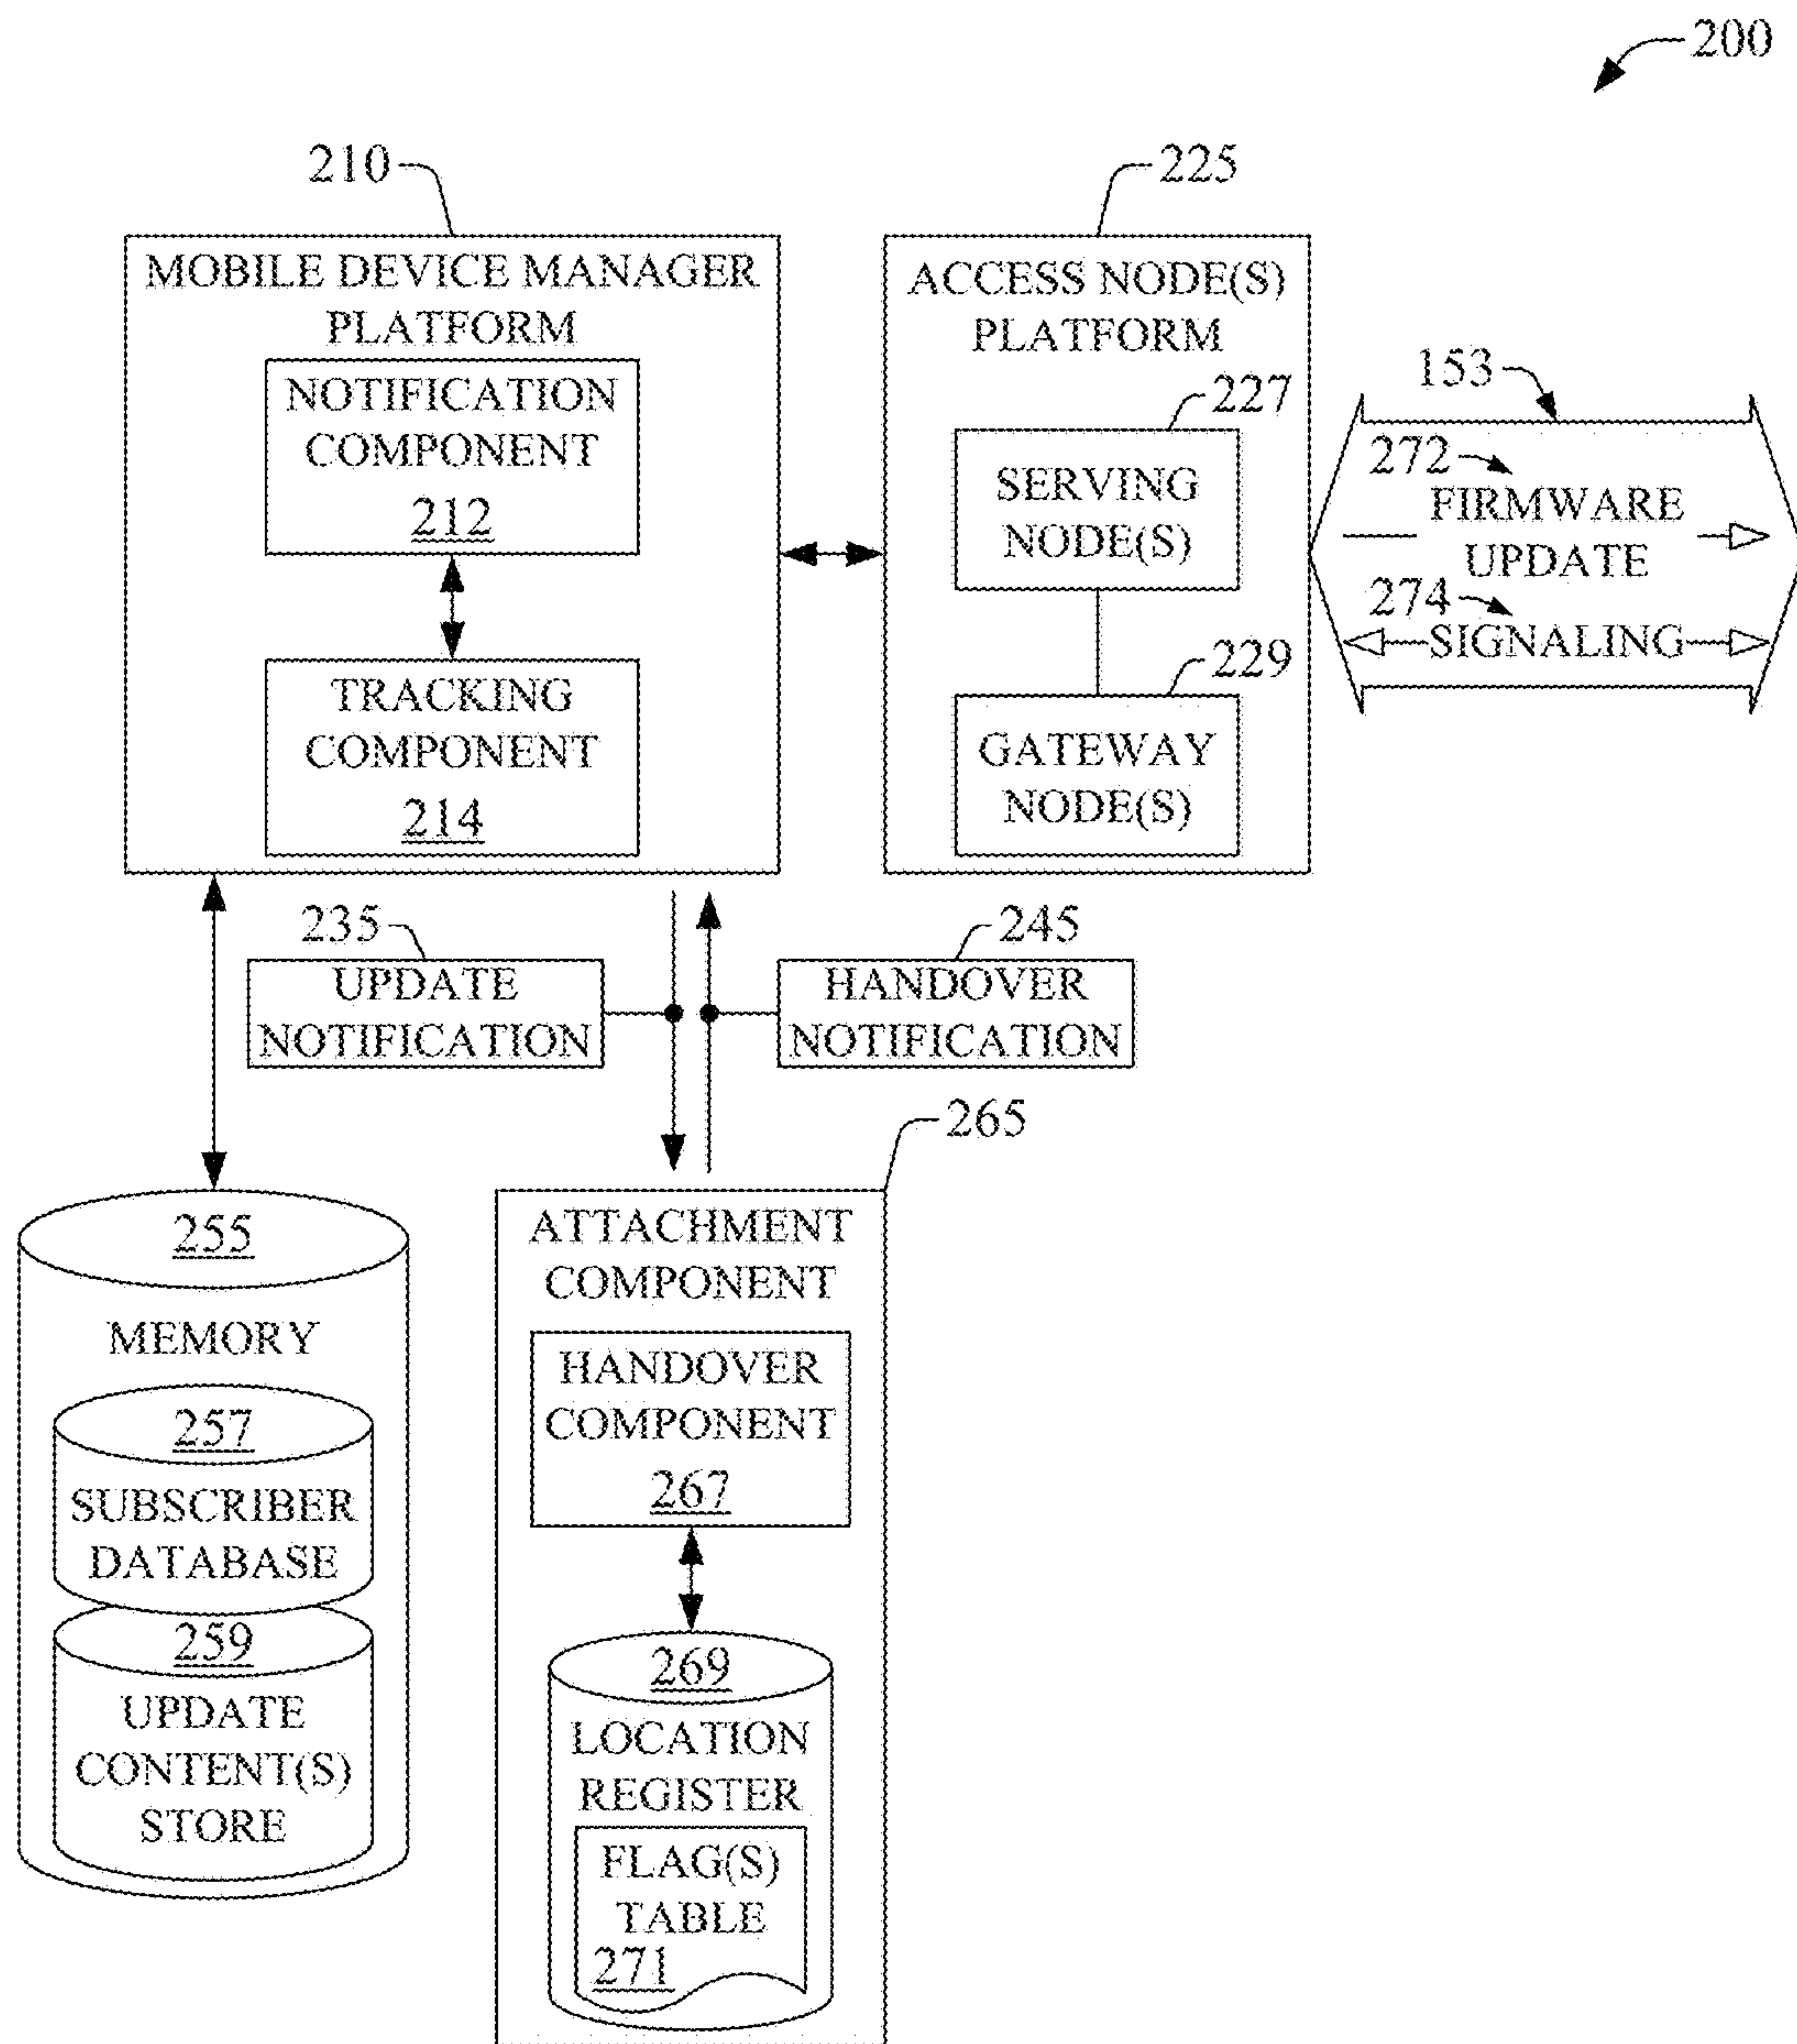 200
210
225
MOBILE DEVICE MANAGER
PLATFORM
NOTIFICATION
COMPONENT
212
TRACKING
COMPONENT
214
ACCESS NODE(S)
PLATFORM
227
SERVING
NODE(S)
229
GATEWAY
NODE(S)
153
272
FIRMWARE
UPDATE
274
SIGNALING
235
UPDATE
NOTIFICATION
245
HANDOVER
NOTIFICATION
255
MEMORY
257
SUBSCRIBER
DATABASE
259
UPDATE
CONTENT(S)
STORE
265
ATTACHMENT
COMPONENT
HANDOVER
COMPONENT
267
269
LOCATION
REGISTER
FLAG(S)
TABLE
271